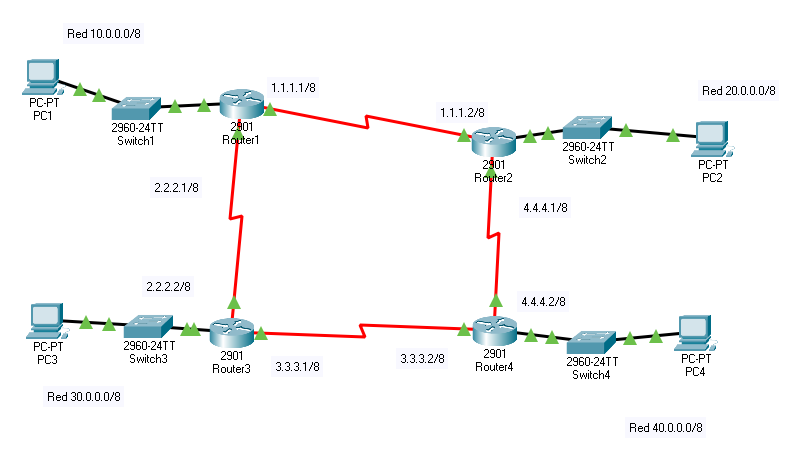 Red 10.0.0.0/8
PC-PT
PC1
2960-24TT
Switch1
2901
Router1
1.1.1.1/8
1.1.1.2/8
2901
Router2
2960-24TT
Switch2
Red 20.0.0.0/8
PC-PT
PC2
2.2.2.1/8
4.4.4.1/8
2.2.2.2/8
4.4.4.2/8
PC-PT
PC3
2960-24TT
Switch3
2901
Router3
3.3.3.1/8
3.3.3.2/8
2901
Router4
2960-24TT
Switch4
PC-PT
PC4
Red 30.0.0.0/8
Red 40.0.0.0/8